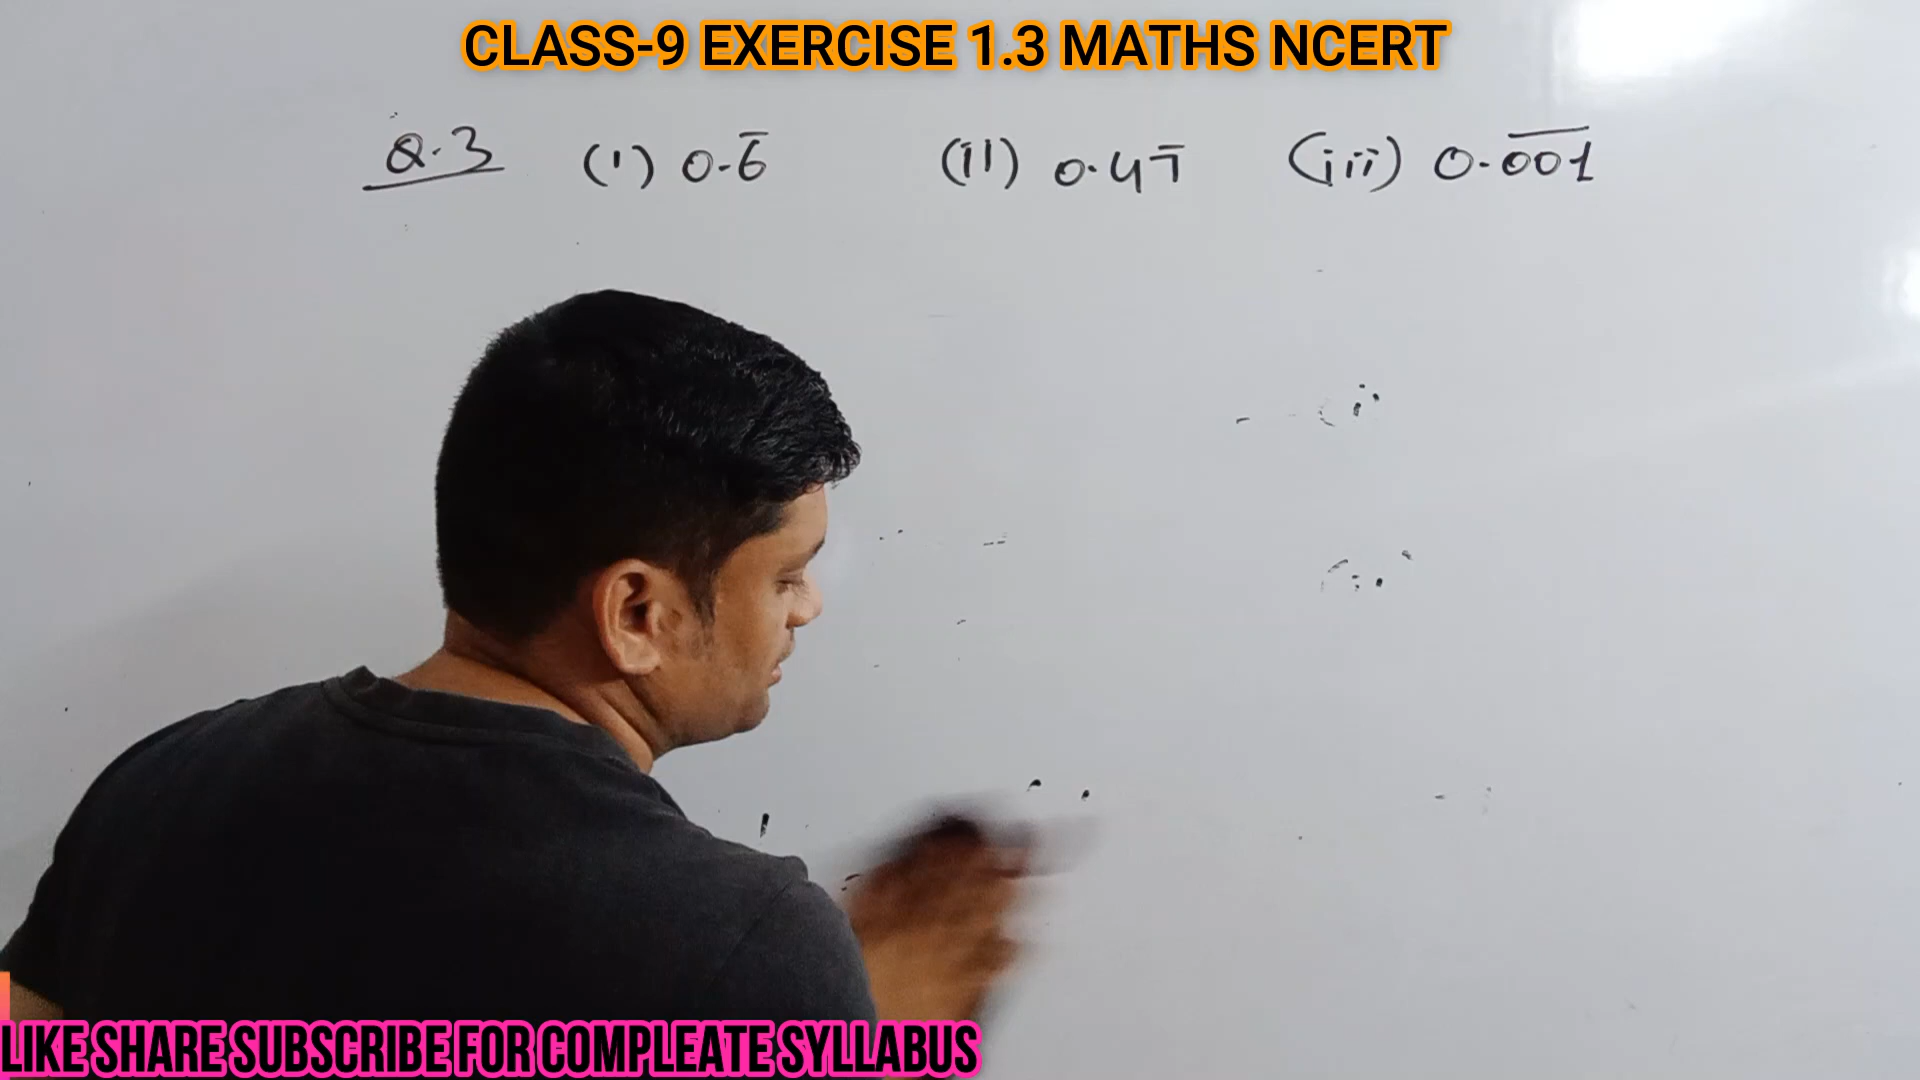 CLASS-9 EXERCISE 1.3 MATHS NCERT
Q.3 (i) 0.6̅ (ii) 0.47̅ (iii) 0.0̅0̅1̅
LIKE SHARE SUBSCRIBE FOR COMPLEATE SYLLABUS